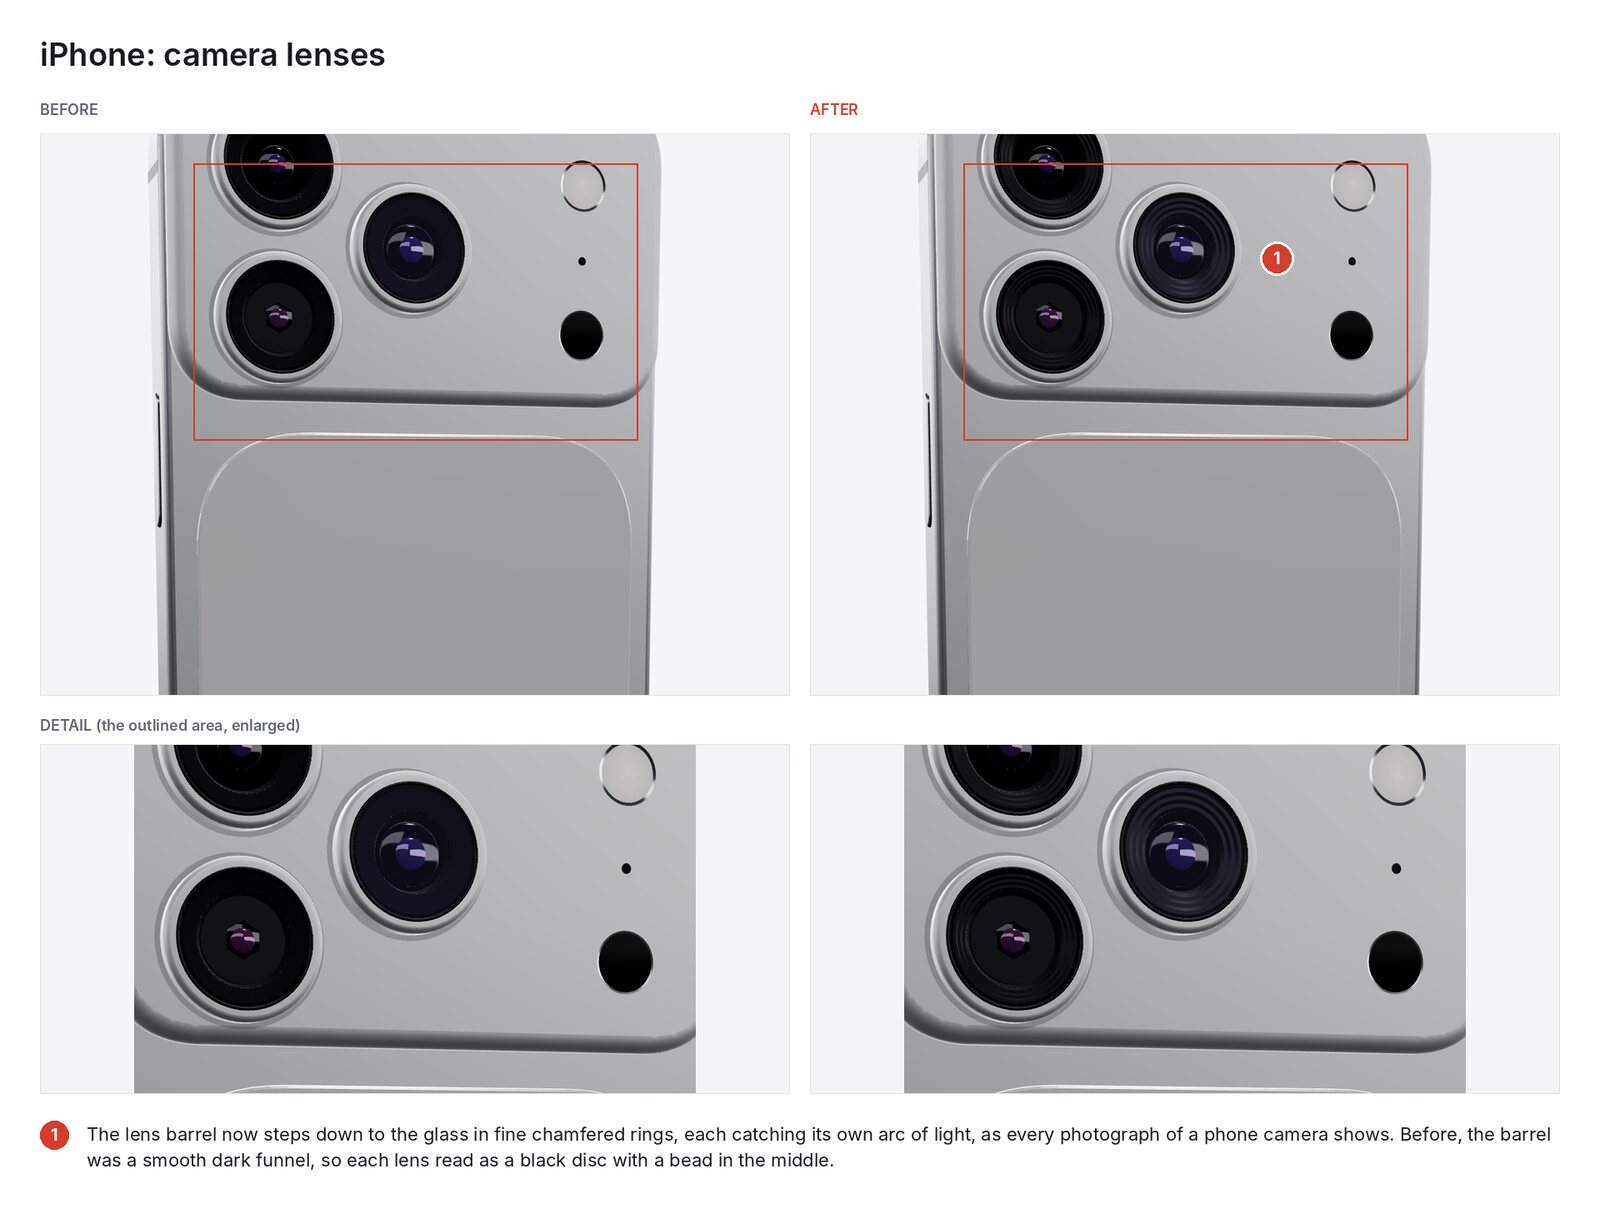 iPhone: camera lenses
BEFORE
AFTER
1
DETAIL (the outlined area, enlarged)
1
The lens barrel now steps down to the glass in fine chamfered rings, each catching its own arc of light, as every photograph of a phone camera shows. Before, the barrel
was a smooth dark funnel, so each lens read as a black disc with a bead in the middle.